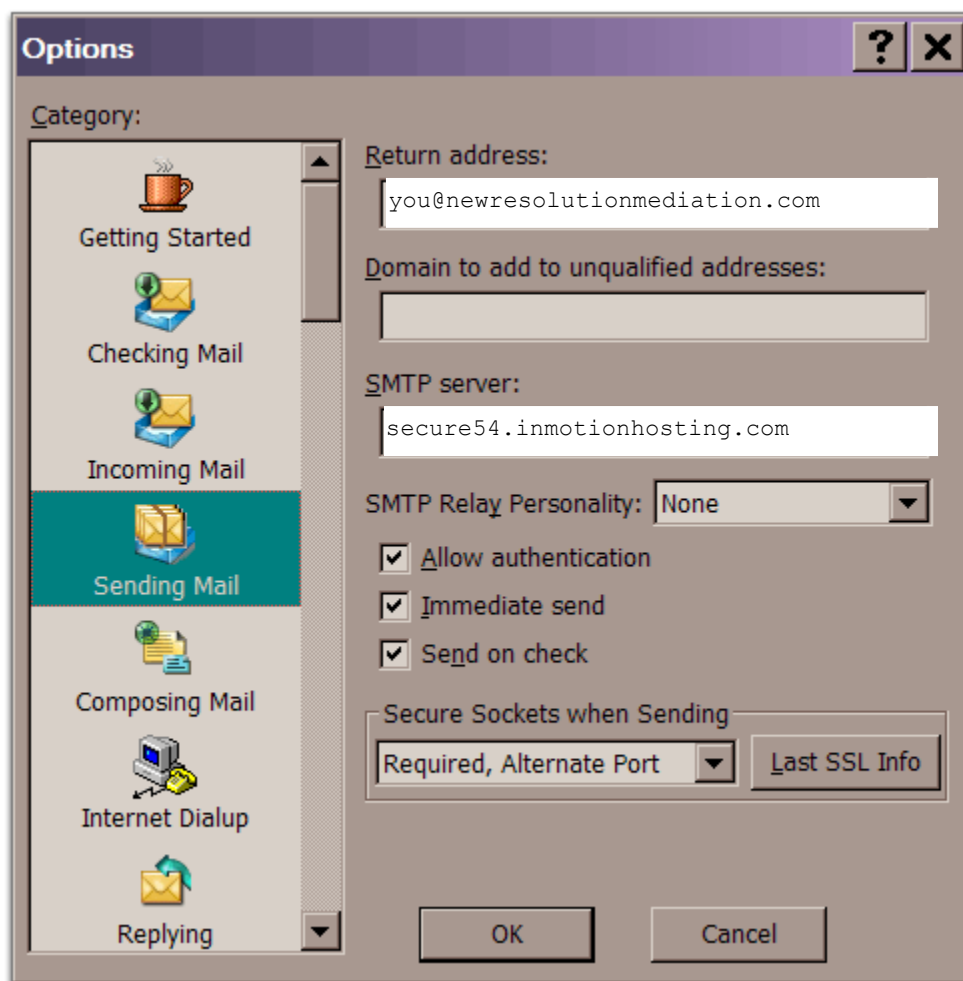 Options
Category:
Getting Started
Checking Mail
Incoming Mail
Sending Mail
Composing Mail
Internet Dialup
Replying
Return address:
you@newresolutionmediation.com
Domain to add to unqualified addresses:
SMTP server:
secure54.inmotionhosting.com
SMTP Relay Personality: None
Allow authentication
Immediate send
Send on check
Secure Sockets when Sending
Required, Alternate Port Last SSL Info
OK Cancel